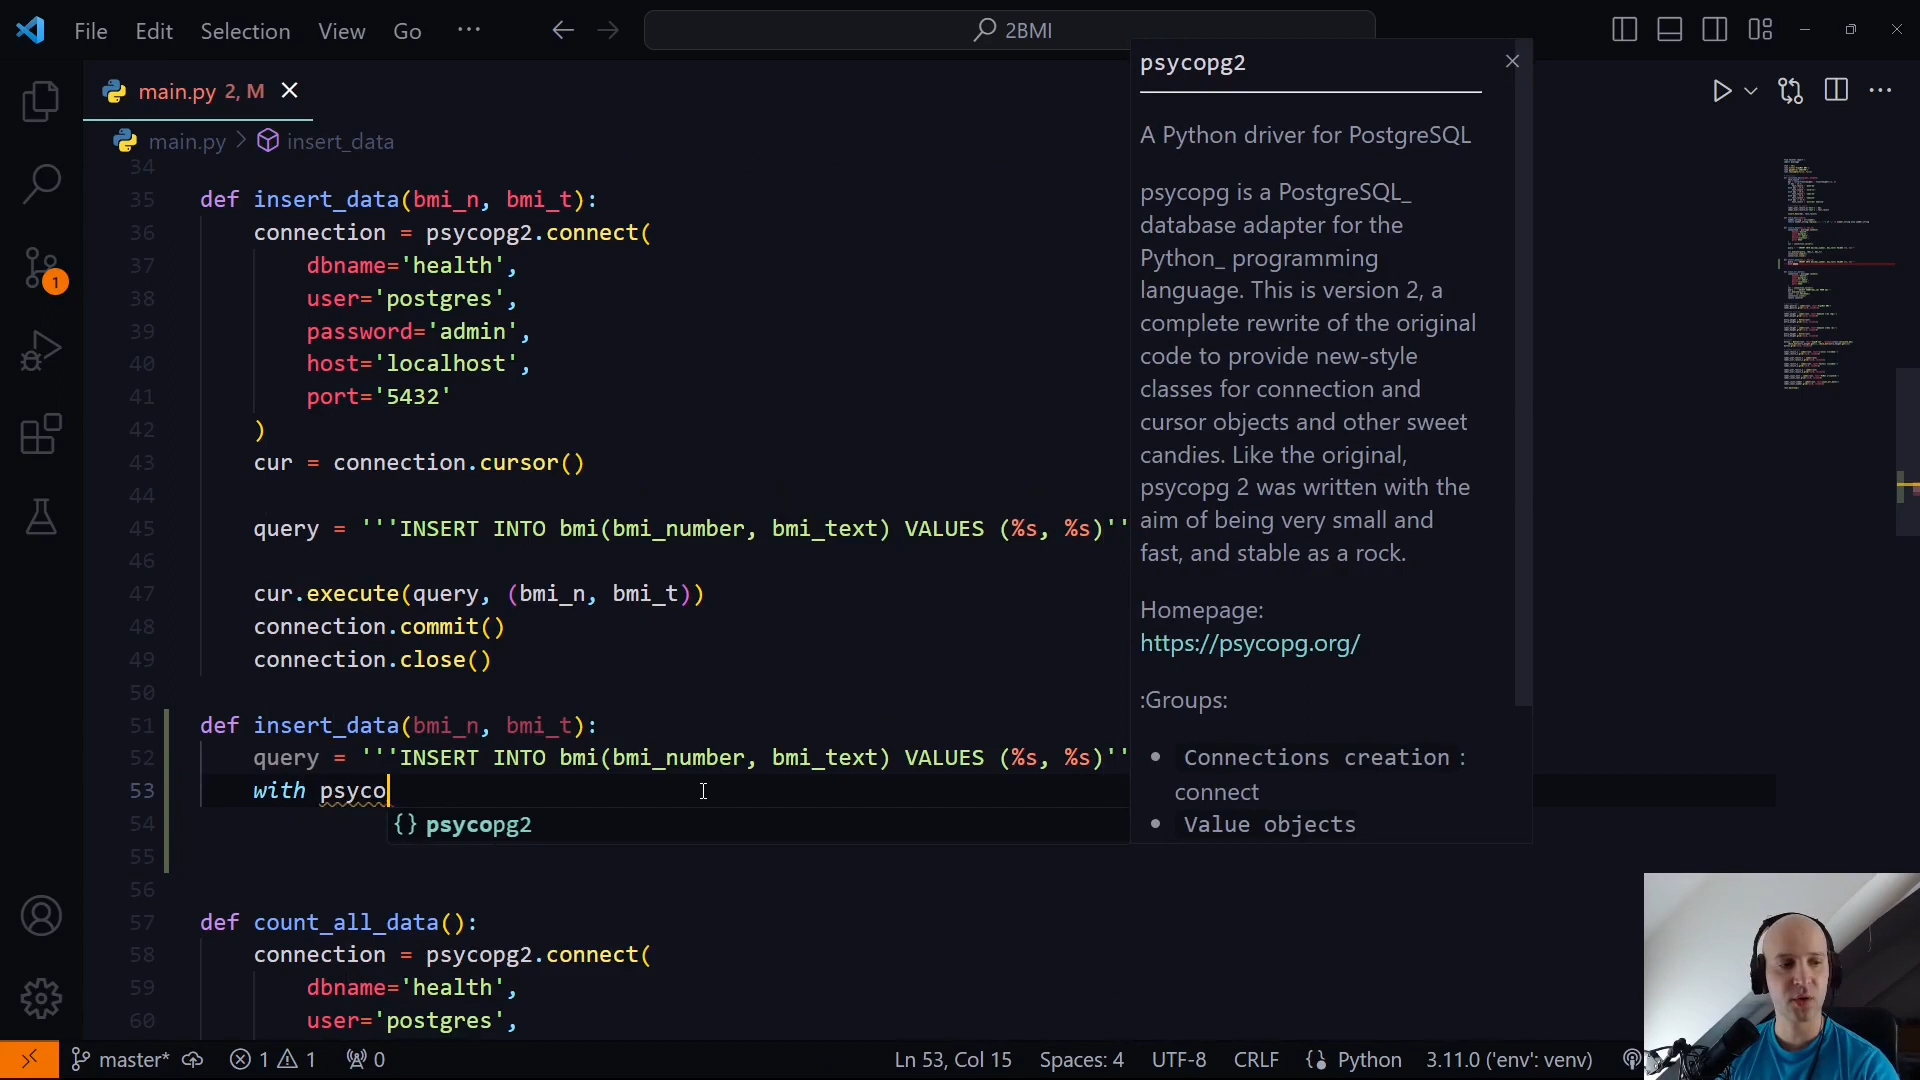 File Edit Selection View Go ··· 2BMI
main.py 2, M
main.py > insert_data
34
35 def insert_data(bmi_n, bmi_t):
36 connection = psycopg2.connect(
37 dbname='health',
38 user='postgres',
39 password='admin',
40 host='localhost',
41 port='5432'
42 )
43 cur = connection.cursor()
44
45 query = '''INSERT INTO bmi(bmi_number, bmi_text) VALUES (%s, %s)''
46
47 cur.execute(query, (bmi_n, bmi_t))
48 connection.commit()
49 connection.close()
50
51 def insert_data(bmi_n, bmi_t):
52 query = '''INSERT INTO bmi(bmi_number, bmi_text) VALUES (%s, %s)''
53 with psyco
{} psycopg2
54
55
56
57 def count_all_data():
58 connection = psycopg2.connect(
59 dbname='health',
60 user='postgres',
psycopg2
A Python driver for PostgreSQL
psycopg is a PostgreSQL_
database adapter for the
Python_ programming
language. This is version 2, a
complete rewrite of the original
code to provide new-style
classes for connection and
cursor objects and other sweet
candies. Like the original,
psycopg 2 was written with the
aim of being very small and
fast, and stable as a rock.
Homepage:
https://psycopg.org/
:Groups:
• Connections creation :
connect
• Value objects
1
master* 1 1 0 Ln 53, Col 15 Spaces: 4 UTF-8 CRLF {} Python 3.11.0 ('env': venv)